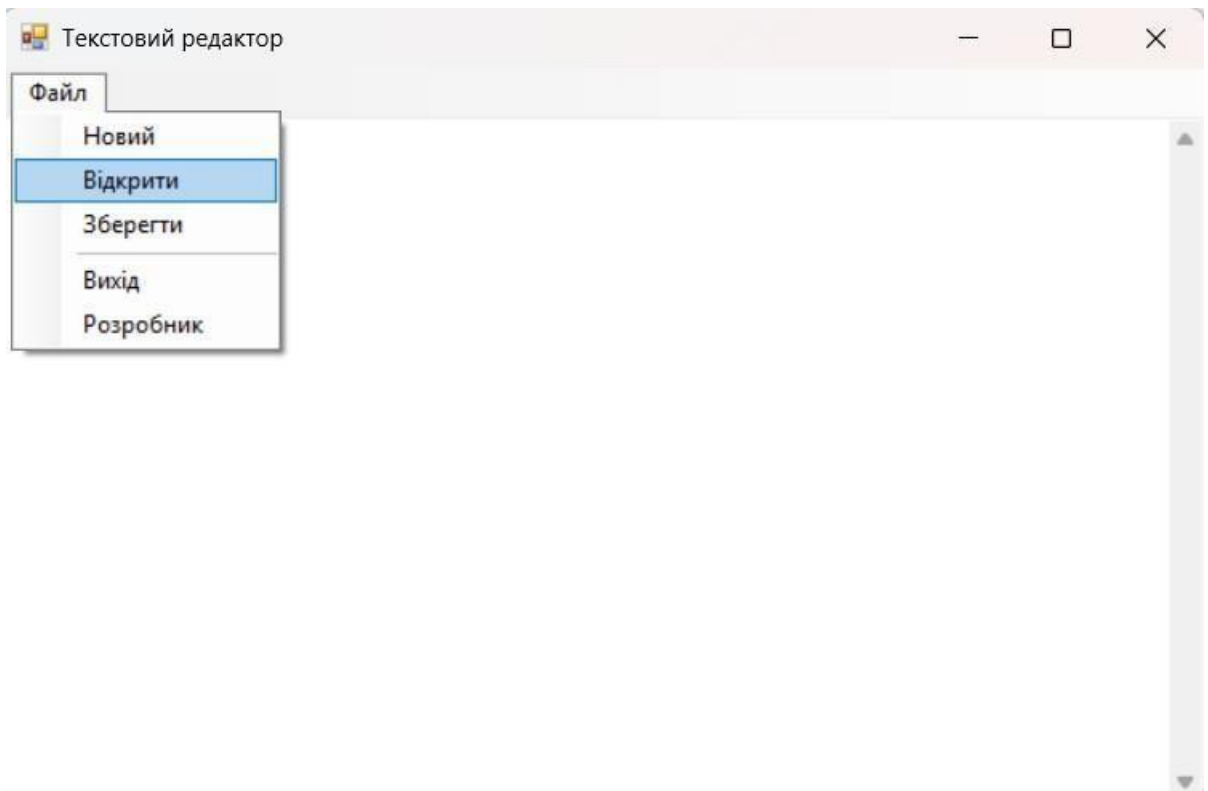 Текстовий редактор
Файл
Новий
Відкрити
Зберегти
Вихід
Розробник